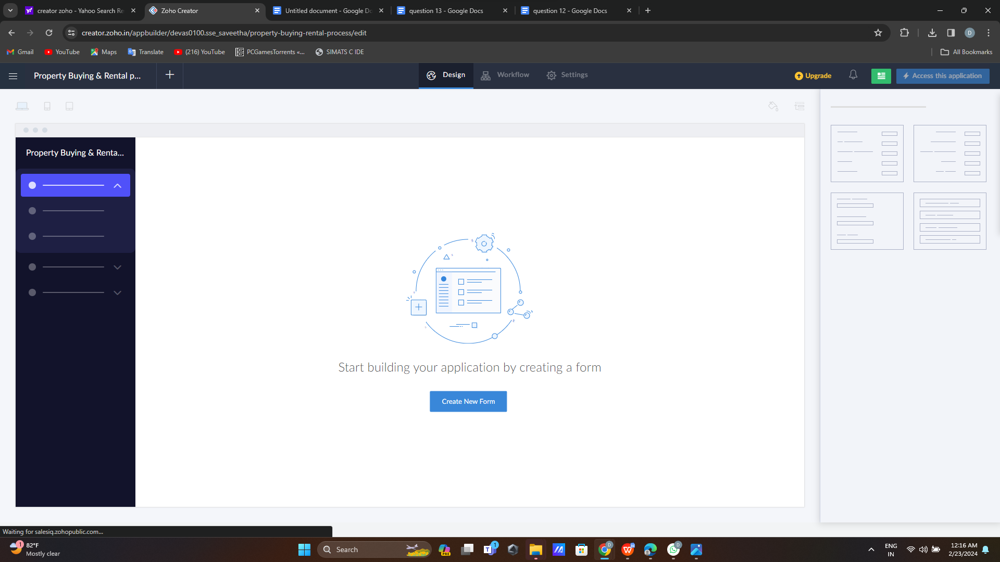 creator zoho - Yahoo Search Re
Zoho Creator
Untitled document - Google Do
question 13 - Google Docs
question 12 - Google Docs
creator.zoho.in/appbuilder/devas0100.sse_saveetha/property-buying-rental-process/edit
D
Gmail
YouTube
Maps
Translate
(216) YouTube
PCGamesTorrents «...
SIMATS C IDE
All Bookmarks
Property Buying & Rental p...
Design
Workflow
Settings
Upgrade
Access this application
Property Buying & Renta...
Start building your application by creating a form
Create New Form
Waiting for salesiq.zohopublic.com...
1
82°F
Mostly clear
Search
PRE
1
D
D
ENG
IN
12:16 AM
2/23/2024